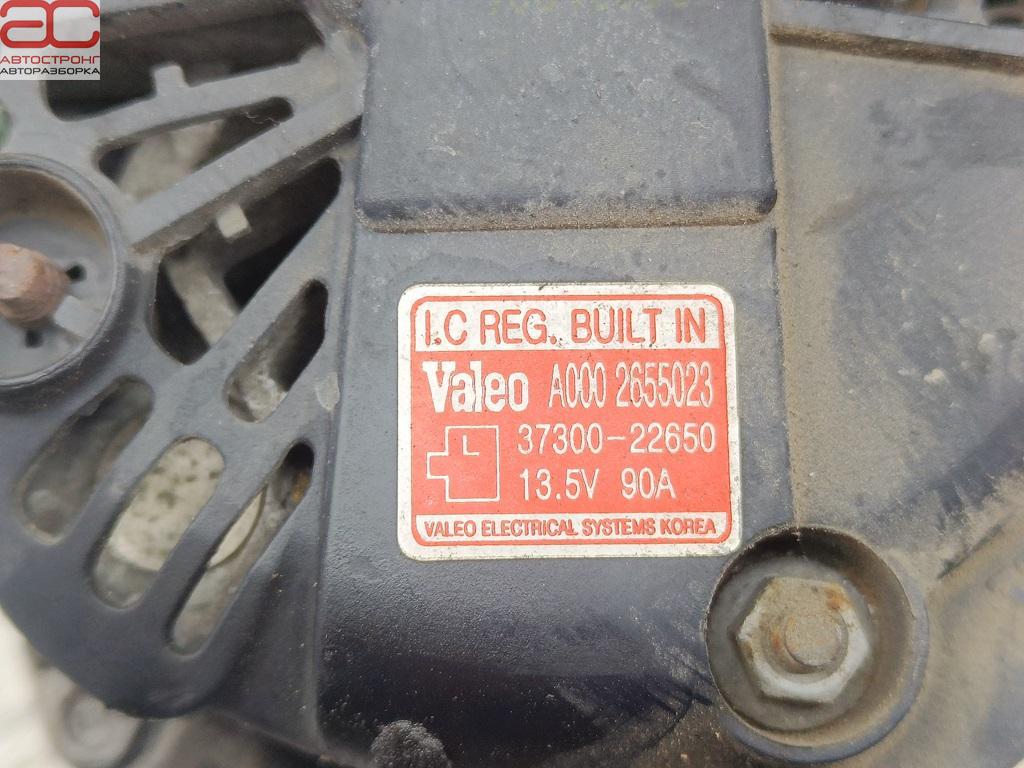 АС
АВТОСТРОНГ
АВТОРАЗБОРКА
I.C REG. BUILT IN
Valeo A000 2655023
37300-22650
L
13.5V 90A
VALEO ELECTRICAL SYSTEMS KOREA